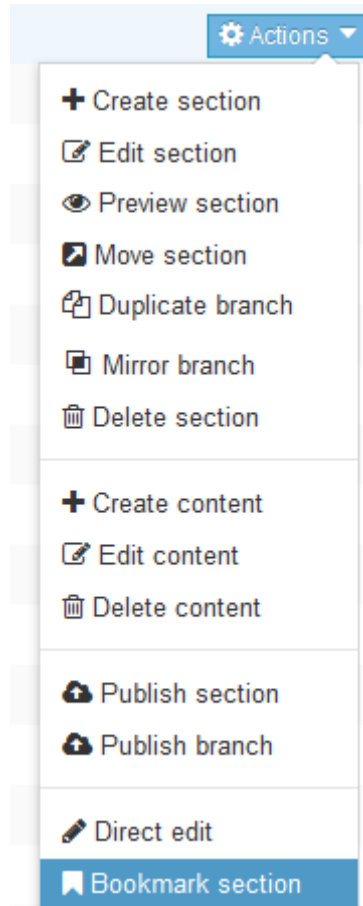 Actions
Create section
Edit section
Preview section
Move section
Duplicate branch
Mirror branch
Delete section
Create content
Edit content
Delete content
Publish section
Publish branch
Direct edit
Bookmark section